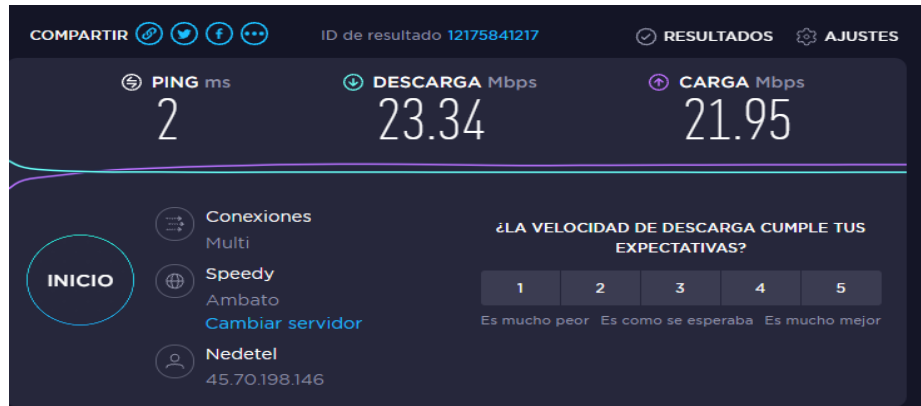 COMPARTIR ID de resultado 12175841217 RESULTADOS AJUSTES
PING ms DESCARGA Mbps CARGA Mbps
2 23.34 21.95
Conexiones
Multi
¿LA VELOCIDAD DE DESCARGA CUMPLE TUS
EXPECTATIVAS?
INICIO
Speedy
Ambato
Cambiar servidor
1 2 3 4 5
Es mucho peor Es como se esperaba Es mucho mejor
Nedetel
45.70.198.146